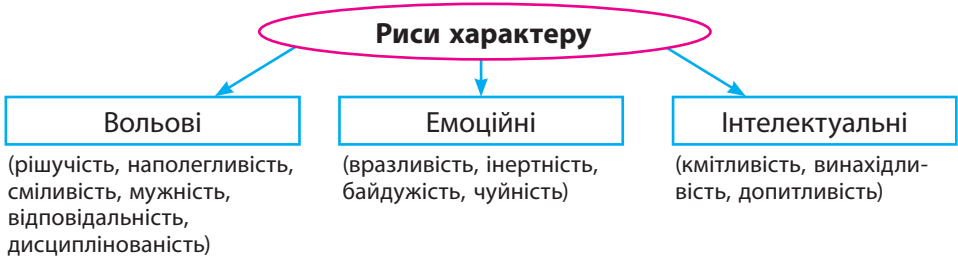 Риси характеру
Вольові
(рішучість, наполегливість,
сміливість, мужність,
відповідальність,
дисциплінованість)
Емоційні
(вразливість, інертність,
байдужість, чуйність)
Інтелектуальні
(кмітливість, винахідли-
вість, допитливість)